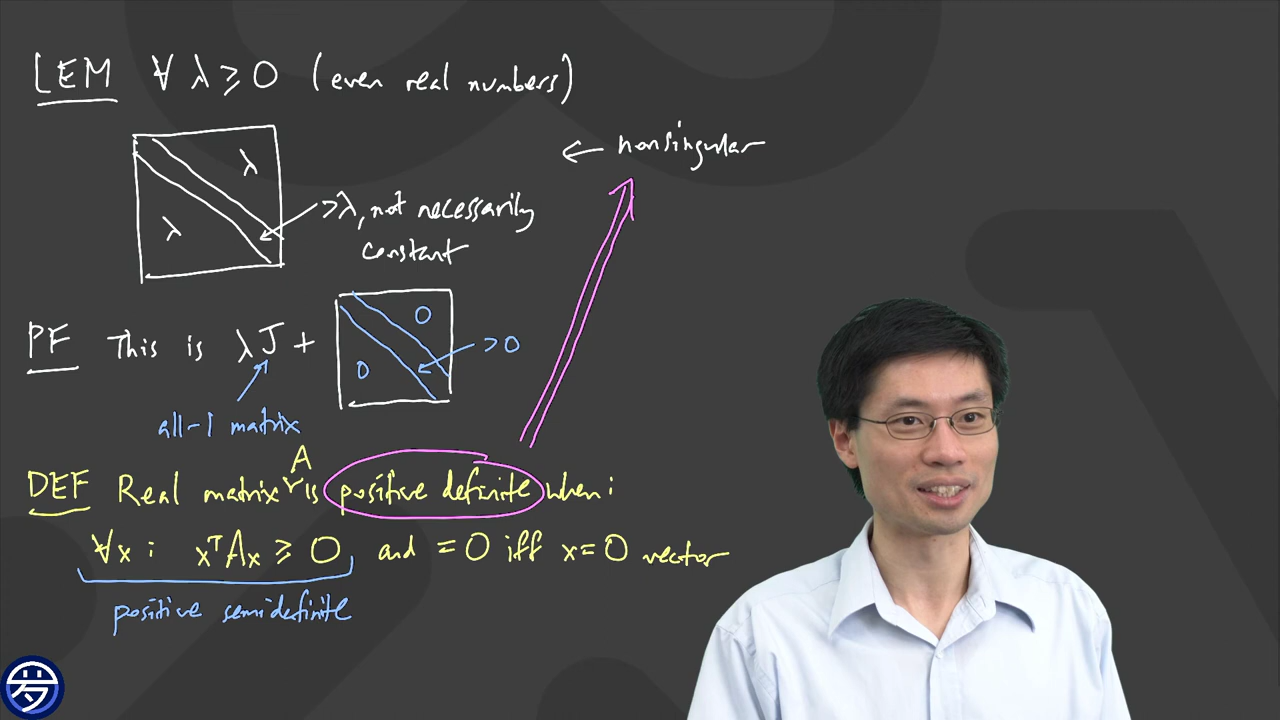 LEM ∀ λ ≥ 0 (even real numbers)
← nonsingular
λ
λ
>λ, not necessarily
constant
PF This is λJ +
0
0
>0
all-1 matrix
A
DEF Real matrix is positive definite when:
∀x: xᵀAx ≥ 0 and = 0 iff x = 0 vector
positive semidefinite